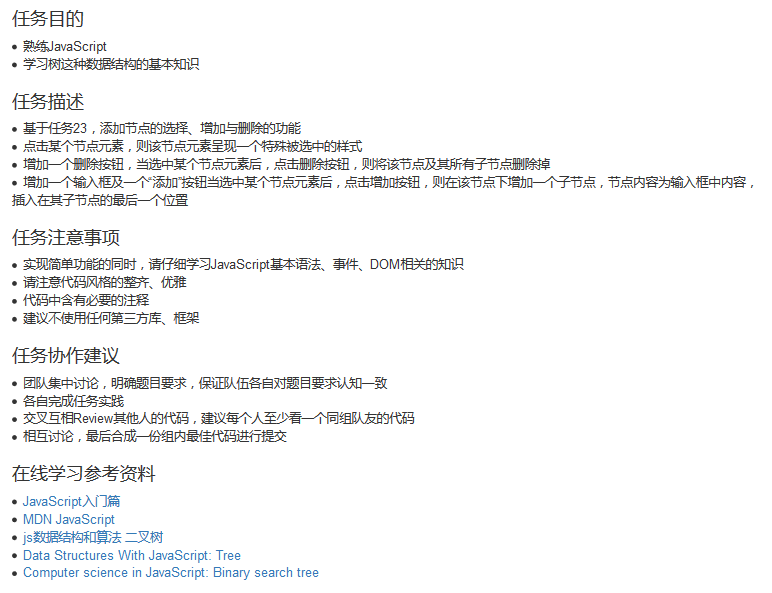 任务目的
熟练JavaScript
学习树这种数据结构的基本知识
任务描述
基于任务23，添加节点的选择、增加与删除的功能
点击某个节点元素，则该节点元素呈现一个特殊被选中的样式
增加一个删除按钮，当选中某个节点元素后，点击删除按钮，则将该节点及其所有子节点删除掉
增加一个输入框及一个“添加”按钮当选中某个节点元素后，点击增加按钮，则在该节点下增加一个子节点，节点内容为输入框中内容，
插入在其子节点的最后一个位置
任务注意事项
实现简单功能的同时，请仔细学习JavaScript基本语法、事件、DOM相关的知识
请注意代码风格的整齐、优雅
代码中含有必要的注释
建议不使用任何第三方库、框架
任务协作建议
团队集中讨论，明确题目要求，保证队伍各自对题目要求认知一致
各自完成任务实践
交叉互相Review其他人的代码，建议每个人至少看一个同组队友的代码
相互讨论，最后合成一份组内最佳代码进行提交
在线学习参考资料
JavaScript入门篇
MDN JavaScript
js数据结构和算法 二叉树
Data Structures With JavaScript: Tree
Computer science in JavaScript: Binary search tree